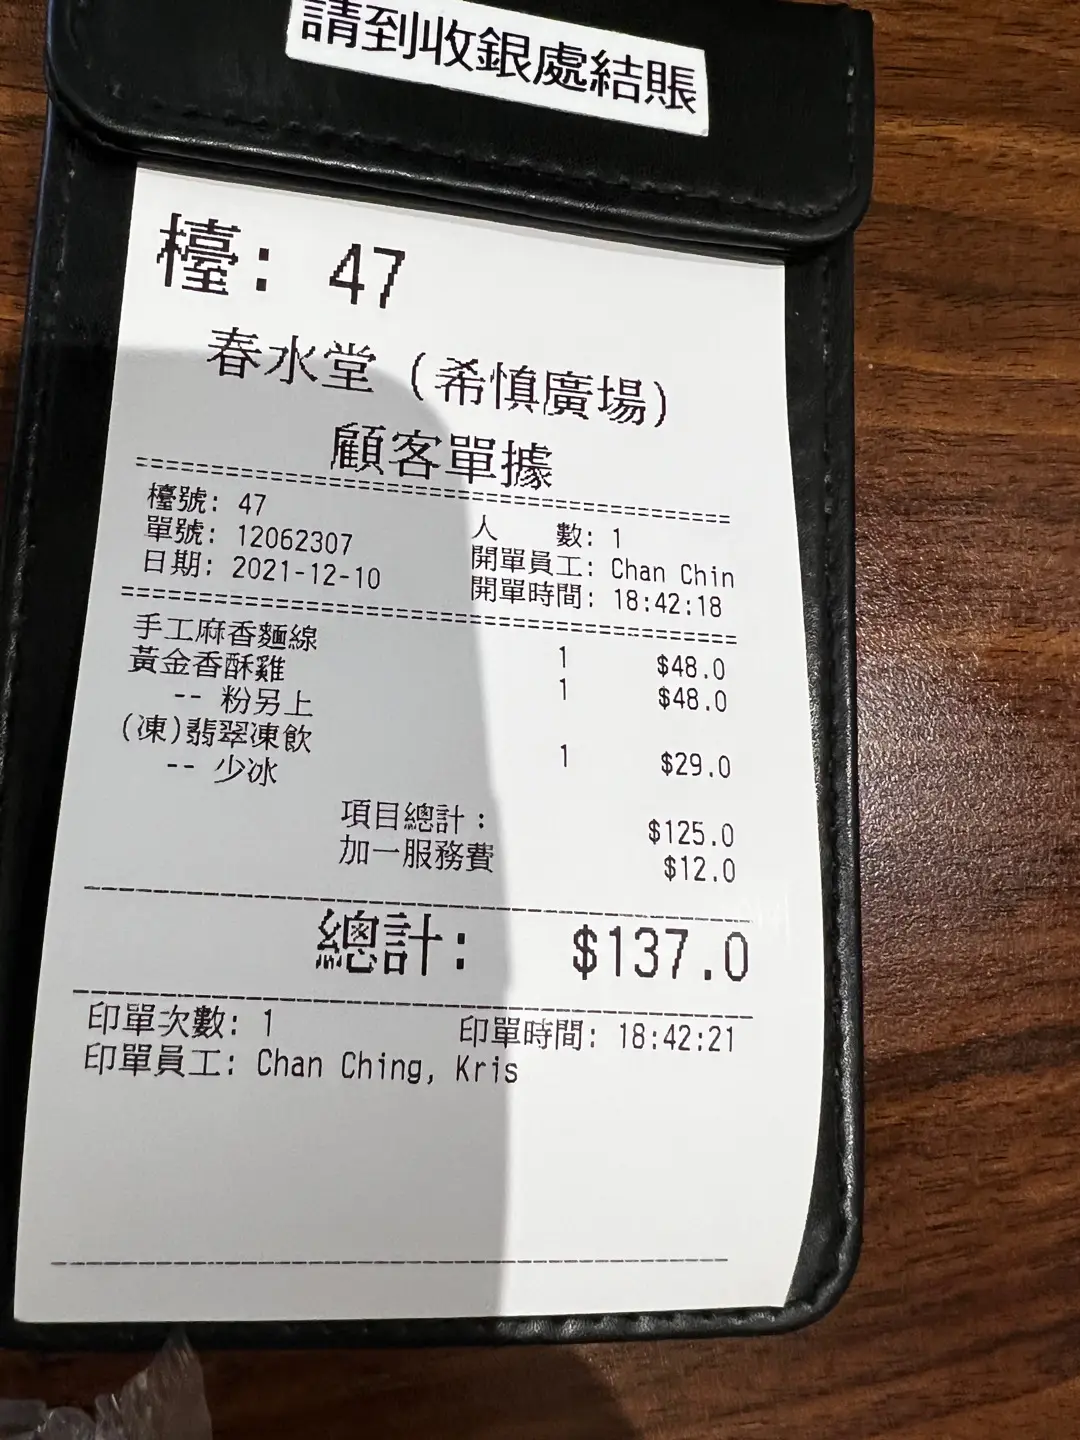 請到收銀處結賬
檯: 47
春水堂 (希慎廣場)
顧客單據
檯號: 47 人 數: 1
單號: 12062307 開單員工: Chan Chin
日期: 2021-12-10 開單時間: 18:42:18
手工麻香麵線 1 $48.0
黃金香酥雞 1 $48.0
-- 粉另上
(凍)翡翠凍飲 1 $29.0
-- 少冰
項目總計: $125.0
加一服務費 $12.0
總計: $137.0
印單次數: 1 印單時間: 18:42:21
印單員工: Chan Ching, Kris